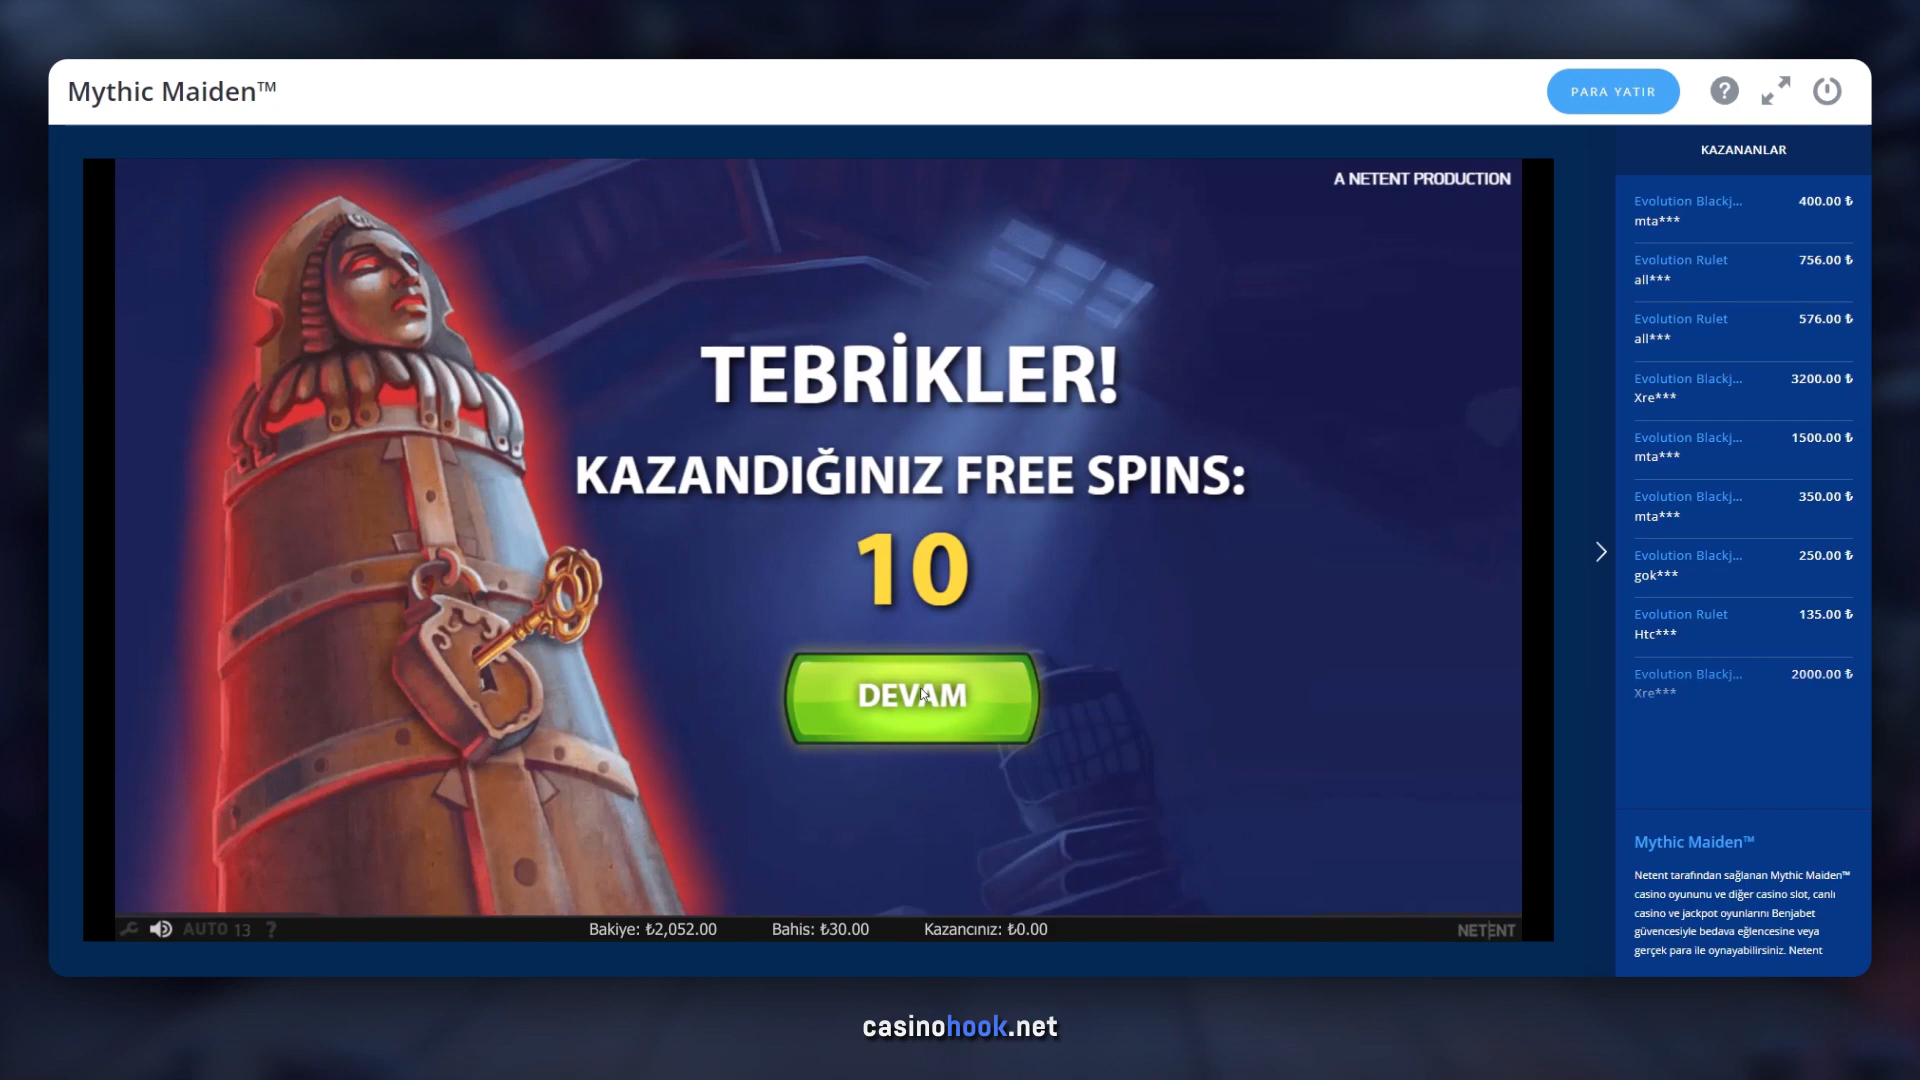 Mythic Maiden™
PARA YATIR
?
A NETENT PRODUCTION
TEBRİKLER!
KAZANDIĞINIZ FREE SPINS:
10
DEVAM
AUTO 13 ?
Bakiye: ₺2,052.00
Bahis: ₺30.00
Kazancınız: ₺0.00
NETENT
KAZANANLAR
Evolution Blackj... 400.00 ₺
mta***
Evolution Rulet 756.00 ₺
all***
Evolution Rulet 576.00 ₺
all***
Evolution Blackj... 3200.00 ₺
Xre***
Evolution Blackj... 1500.00 ₺
mta***
Evolution Blackj... 350.00 ₺
mta***
Evolution Blackj... 250.00 ₺
gok***
Evolution Rulet 135.00 ₺
Htc***
Evolution Blackj... 2000.00 ₺
Xre***
Mythic Maiden™
Netent tarafından sağlanan Mythic Maiden™
casino oyununu ve diğer casino slot, canlı
casino ve jackpot oyunlarını Benjabet
güvencesiyle bedava eğlencesine veya
gerçek para ile oynayabilirsiniz. Netent
casinohook.net